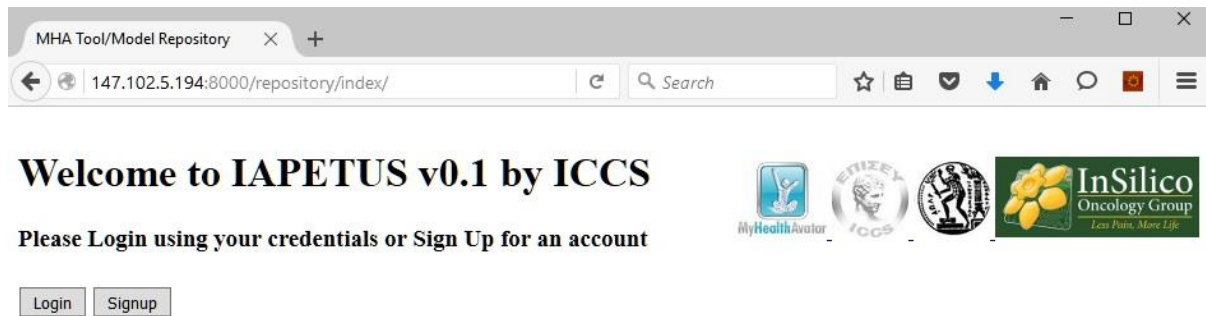 MHA Tool/Model Repository
147.102.5.194:8000/repository/index/
Search
Welcome to IAPETUS v0.1 by ICCS
Please Login using your credentials or Sign Up for an account
Login Signup
MyHealthAvatar
ΕΠΙΣΕΥ
ICCS
InSilico
Oncology Group
Less Pain, More Life